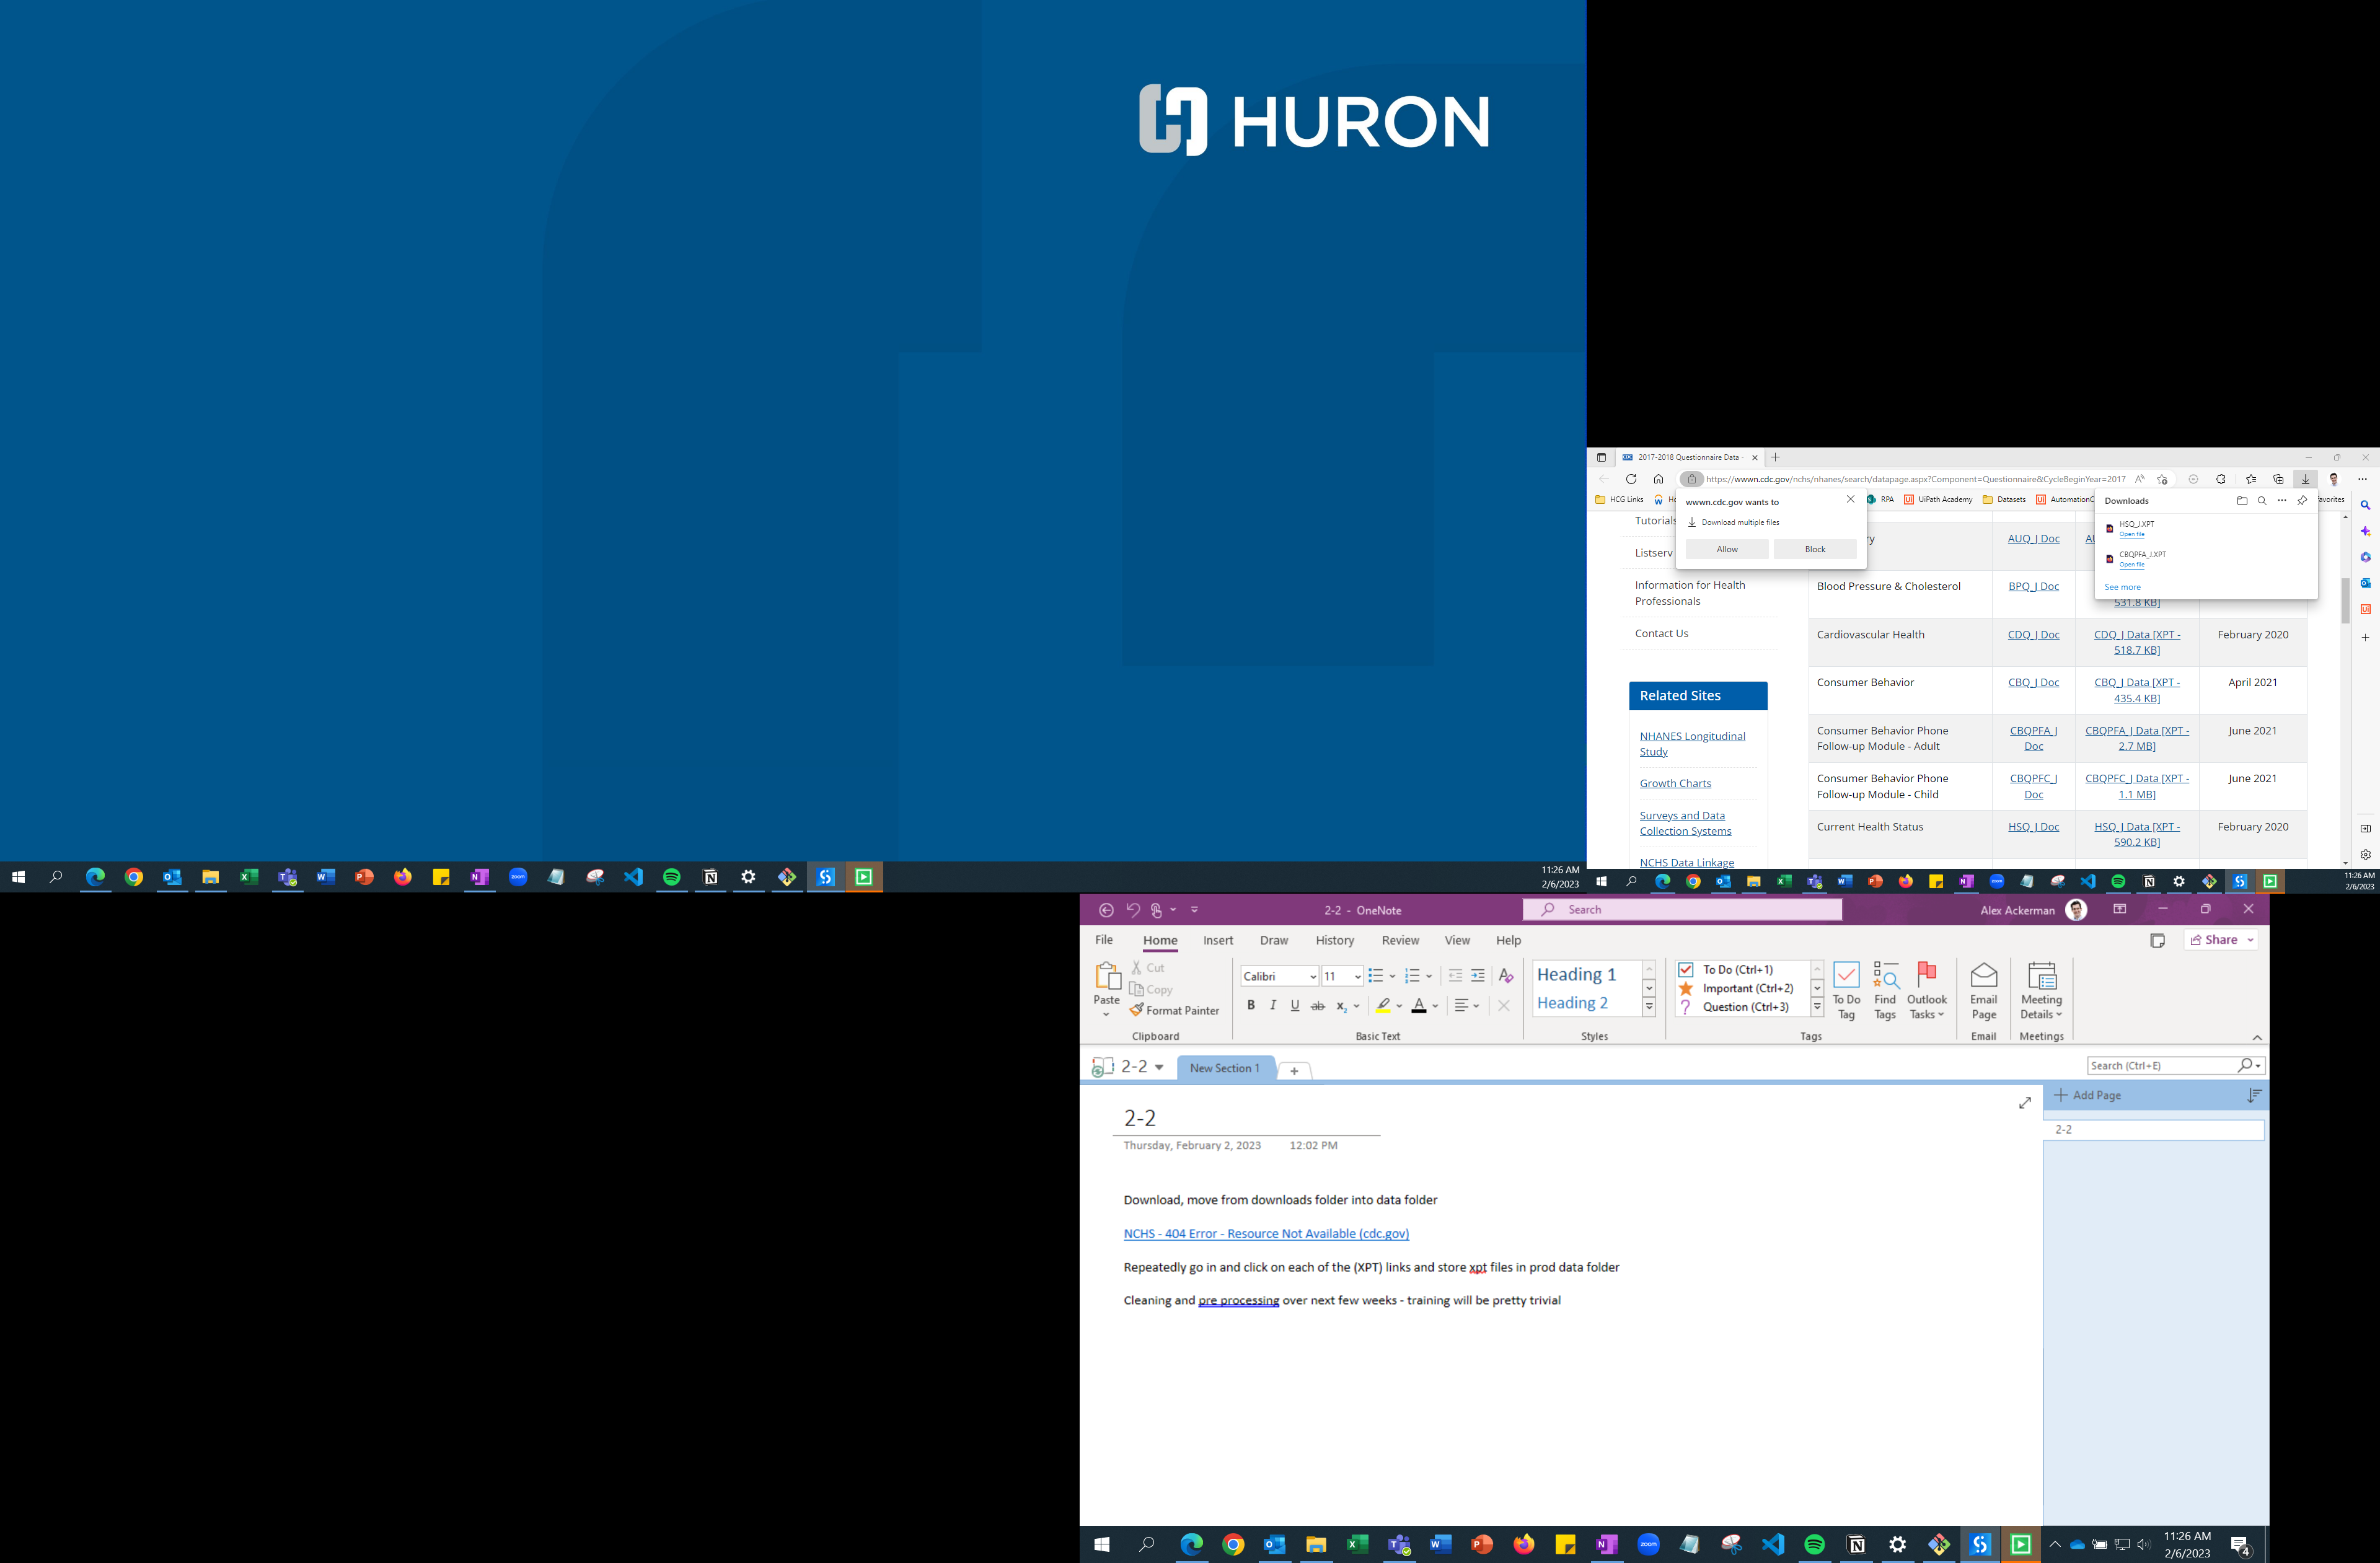 HURON
11:26 AM
2/6/2023
2017-2018 Questionnaire Data -
https://wwwn.cdc.gov/nchs/nhanes/search/datapage.aspx?Component=Questionnaire&CycleBeginYear=2017
HCG Links
RPA
UiPath Academy
Datasets
favorites
wwwn.cdc.gov wants to
Download multiple files
Allow
Block
Downloads
HSQ_J.XPT
Open file
CBQPFA_J.XPT
Open file
See more
Tutorials
Listserv
Information for Health
Professionals
Contact Us
Related Sites
NHANES Longitudinal
Study
Growth Charts
Surveys and Data
Collection Systems
NCHS Data Linkage
AUQ_J Doc
Blood Pressure & Cholesterol
BPQ_J Doc
531.8 KB]
Cardiovascular Health
CDQ_J Doc
CDQ_J Data [XPT -
518.7 KB]
February 2020
Consumer Behavior
CBQ_J Doc
CBQ_J Data [XPT -
435.4 KB]
April 2021
Consumer Behavior Phone
Follow-up Module - Adult
CBQPFA_J
Doc
CBQPFA_J Data [XPT -
2.7 MB]
June 2021
Consumer Behavior Phone
Follow-up Module - Child
CBQPFC_J
Doc
CBQPFC_J Data [XPT -
1.1 MB]
June 2021
Current Health Status
HSQ_J Doc
HSQ_J Data [XPT -
590.2 KB]
February 2020
11:26 AM
2/6/2023
2-2 - OneNote
Search
Alex Ackerman
File
Home
Insert
Draw
History
Review
View
Help
Share
Paste
Cut
Copy
Format Painter
Clipboard
Calibri
11
Basic Text
Heading 1
Heading 2
Styles
To Do (Ctrl+1)
Important (Ctrl+2)
Question (Ctrl+3)
To Do
Tag
Find
Tags
Outlook
Tasks
Tags
Email
Page
Email
Meeting
Details
Meetings
2-2
New Section 1
Search (Ctrl+E)
Add Page
2-2
2-2
Thursday, February 2, 2023 12:02 PM
Download, move from downloads folder into data folder
NCHS - 404 Error - Resource Not Available (cdc.gov)
Repeatedly go in and click on each of the (XPT) links and store xpt files in prod data folder
Cleaning and pre processing over next few weeks - training will be pretty trivial
11:26 AM
2/6/2023
4